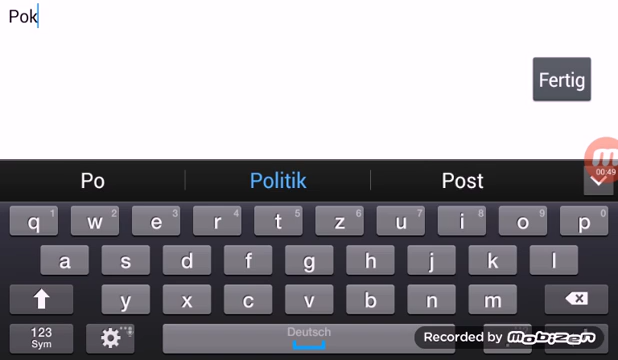 Pok
Fertig
00:49
Po Politik Post
q 1 w 2 e 3 r 4 t 5 z 6 u 7 i 8 o 9 p 0
a s d f g h j k l
y x c v b n m
123
Sym
Deutsch
Recorded by Mobizen